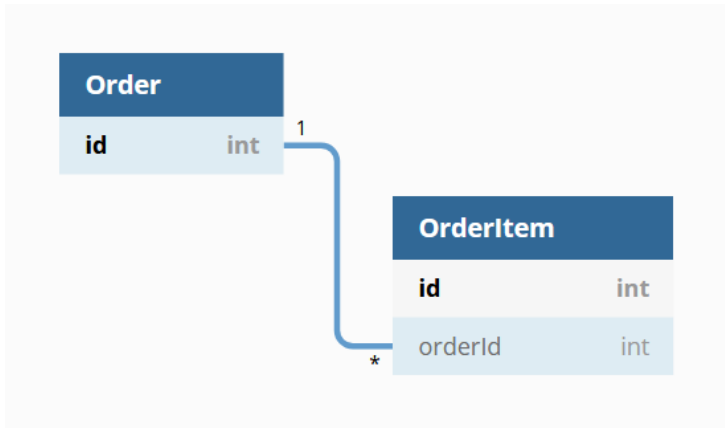 Order
id int
1
OrderItem
id int
orderId int
*